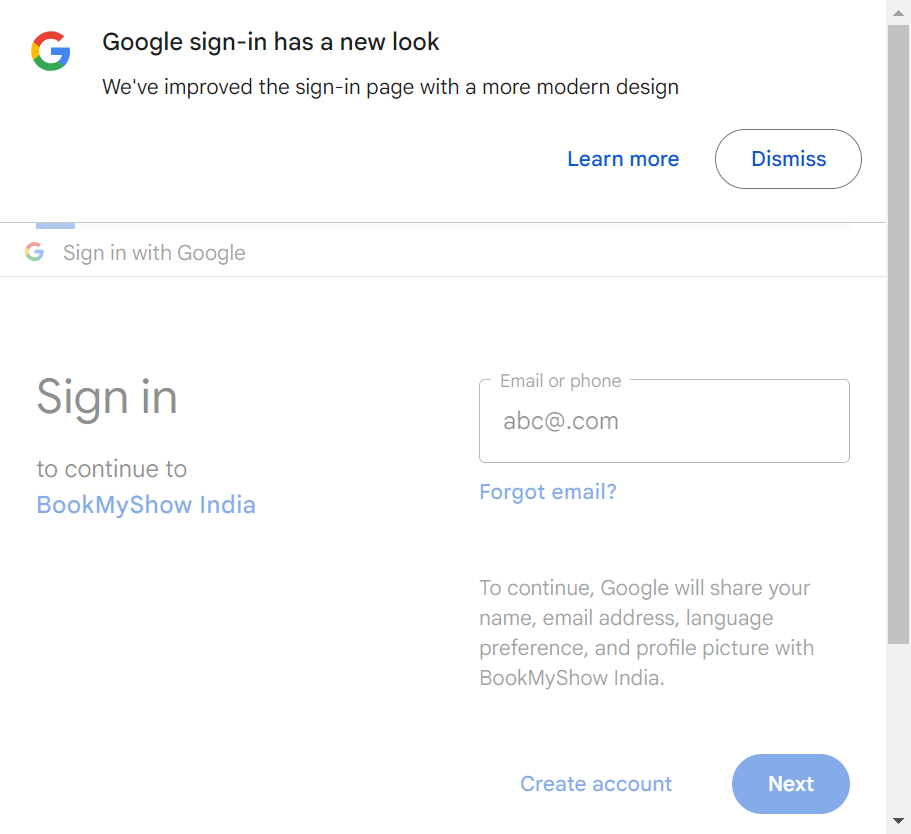 Google sign-in has a new look
We've improved the sign-in page with a more modern design
Learn more
Dismiss
Sign in with Google
Sign in
to continue to
BookMyShow India
Email or phone
abc@.com
Forgot email?
To continue, Google will share your
name, email address, language
preference, and profile picture with
BookMyShow India.
Create account
Next